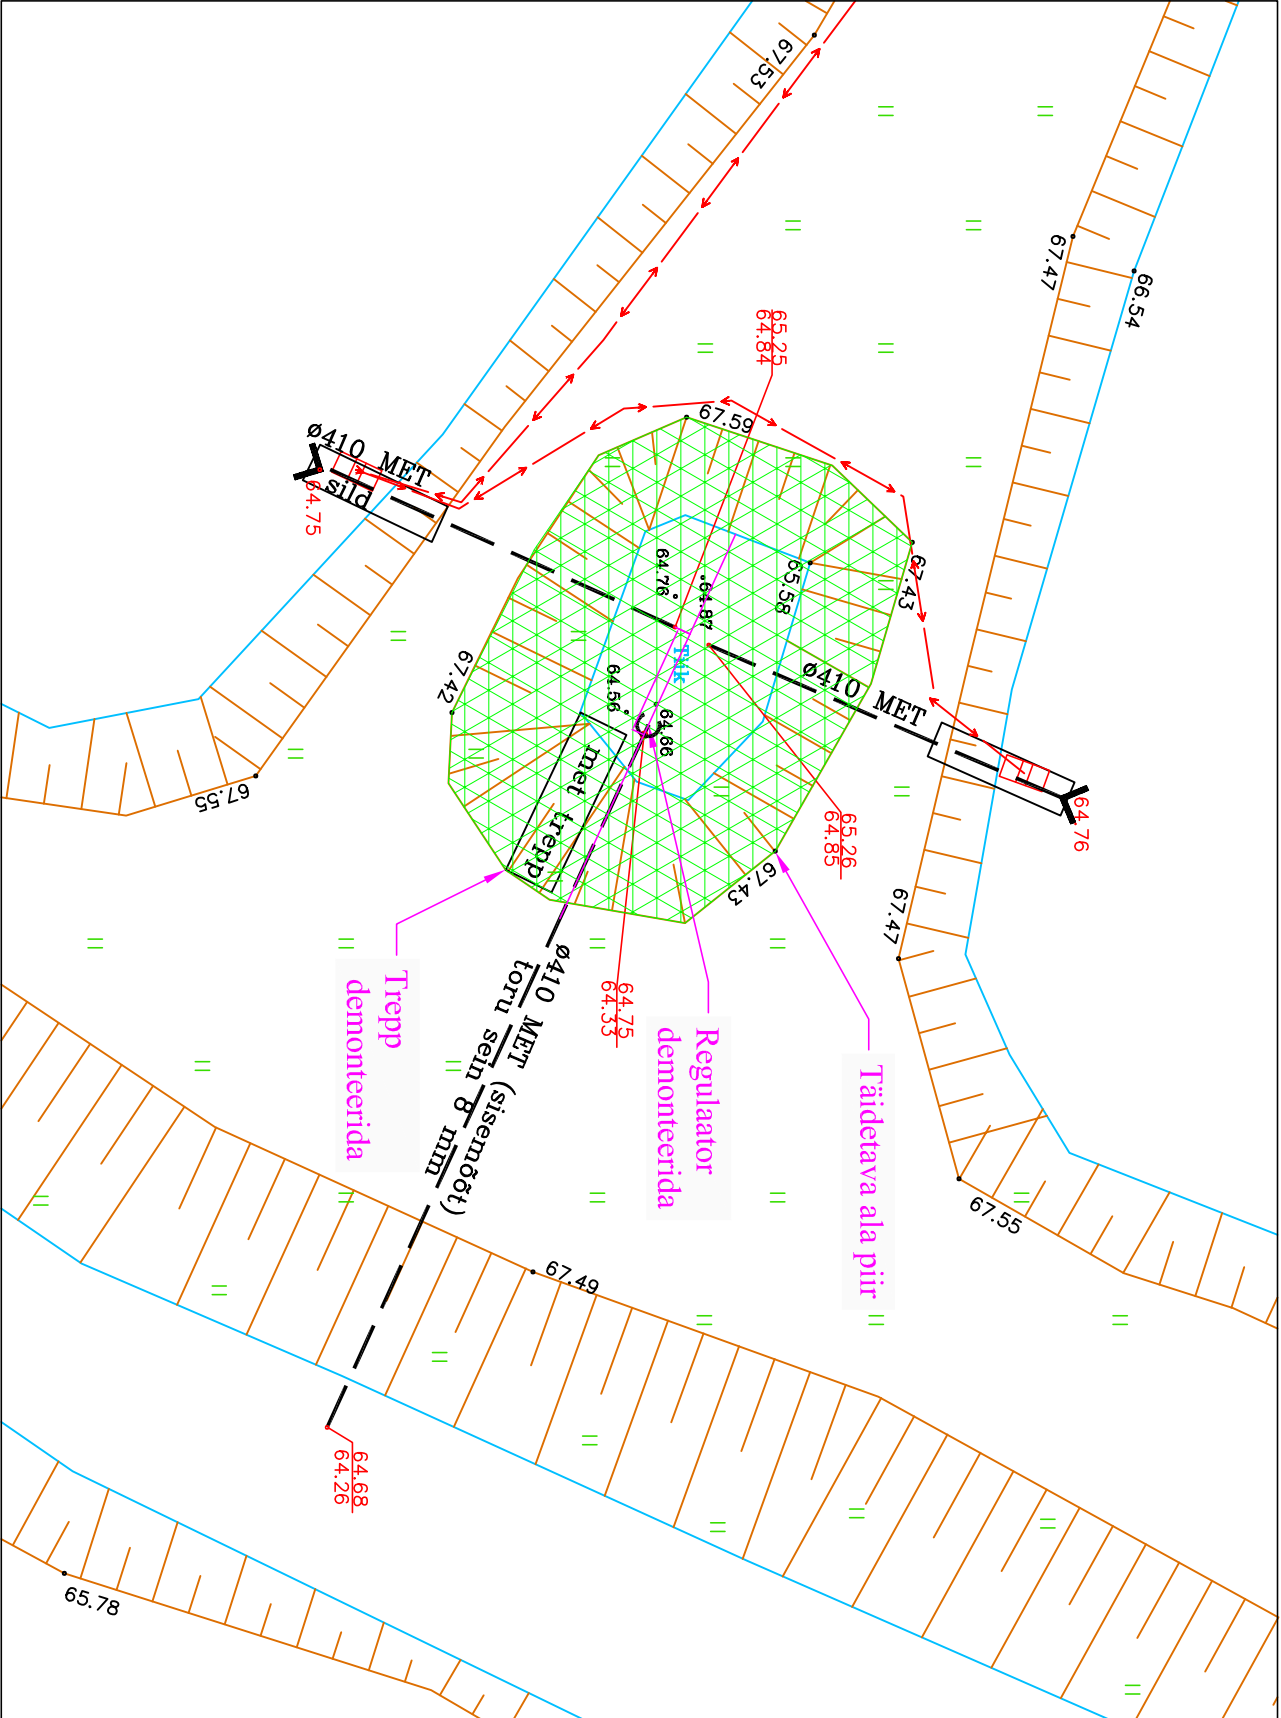 67.53
67.47
66.54
65.25
64.84
67.59
ø410 MET
sild
64.75
67.43
65.58
64.76
64.87
Tiik
64.56
64.66
67.42
ø410 MET
64.76
67.55
met trepp
65.26
64.85
67.43
67.47
64.75
64.33
ø410 MET (sisemõõt)
toru sein 8 mm
Trepp
demonteerida
Regulaator
demonteerida
Täidetava ala piir
67.55
67.49
64.68
64.26
65.78